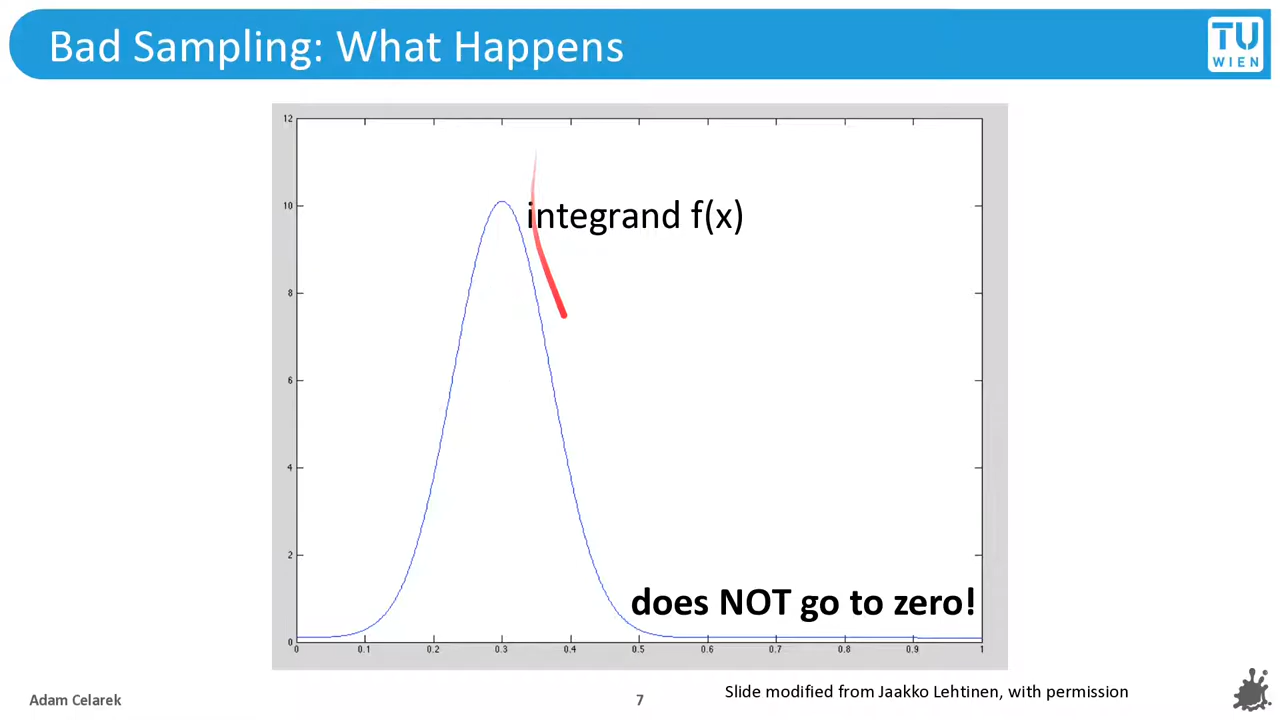 Bad Sampling: What Happens
TU
WIEN
12
10
8
6
4
2
0
integrand f(x)
does NOT go to zero!
0 0.1 0.2 0.3 0.4 0.5 0.6 0.7 0.8 0.9 1
Slide modified from Jaakko Lehtinen, with permission
Adam Celarek
7